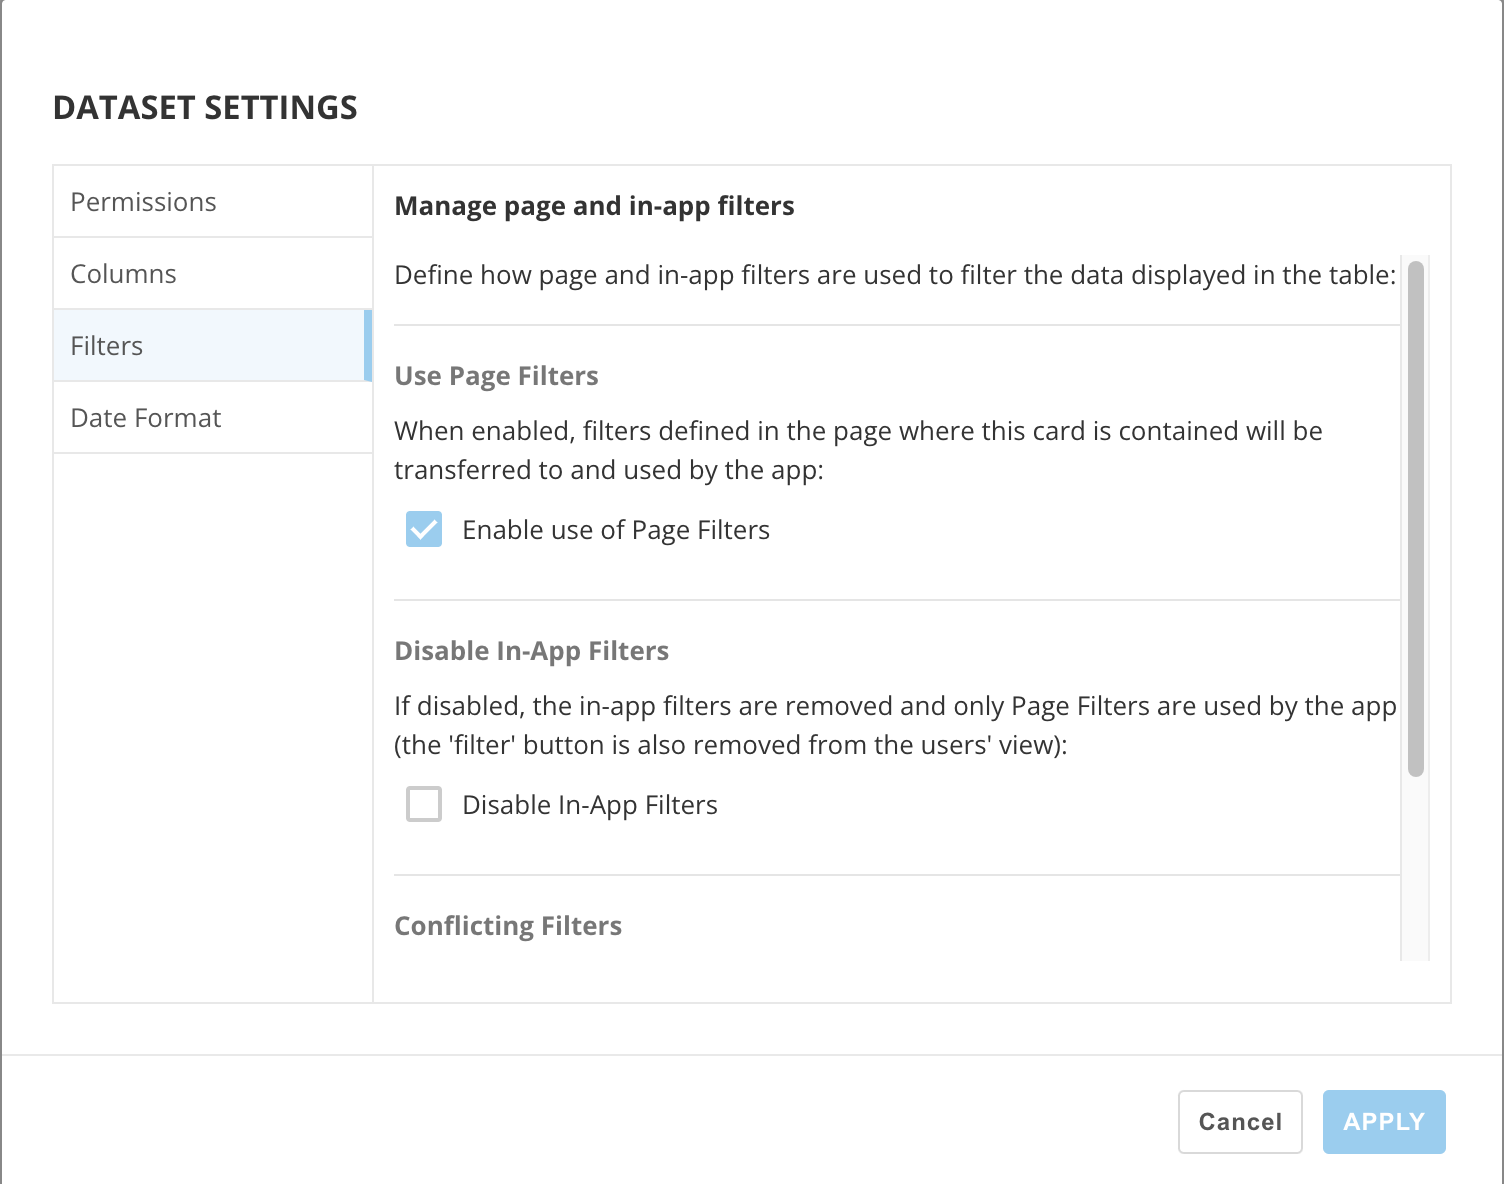 DATASET SETTINGS
Permissions
Columns
Filters
Date Format
Manage page and in-app filters
Define how page and in-app filters are used to filter the data displayed in the table:
Use Page Filters
When enabled, filters defined in the page where this card is contained will be
transferred to and used by the app:
Enable use of Page Filters
Disable In-App Filters
If disabled, the in-app filters are removed and only Page Filters are used by the app
(the 'filter' button is also removed from the users' view):
Disable In-App Filters
Conflicting Filters
Cancel
APPLY